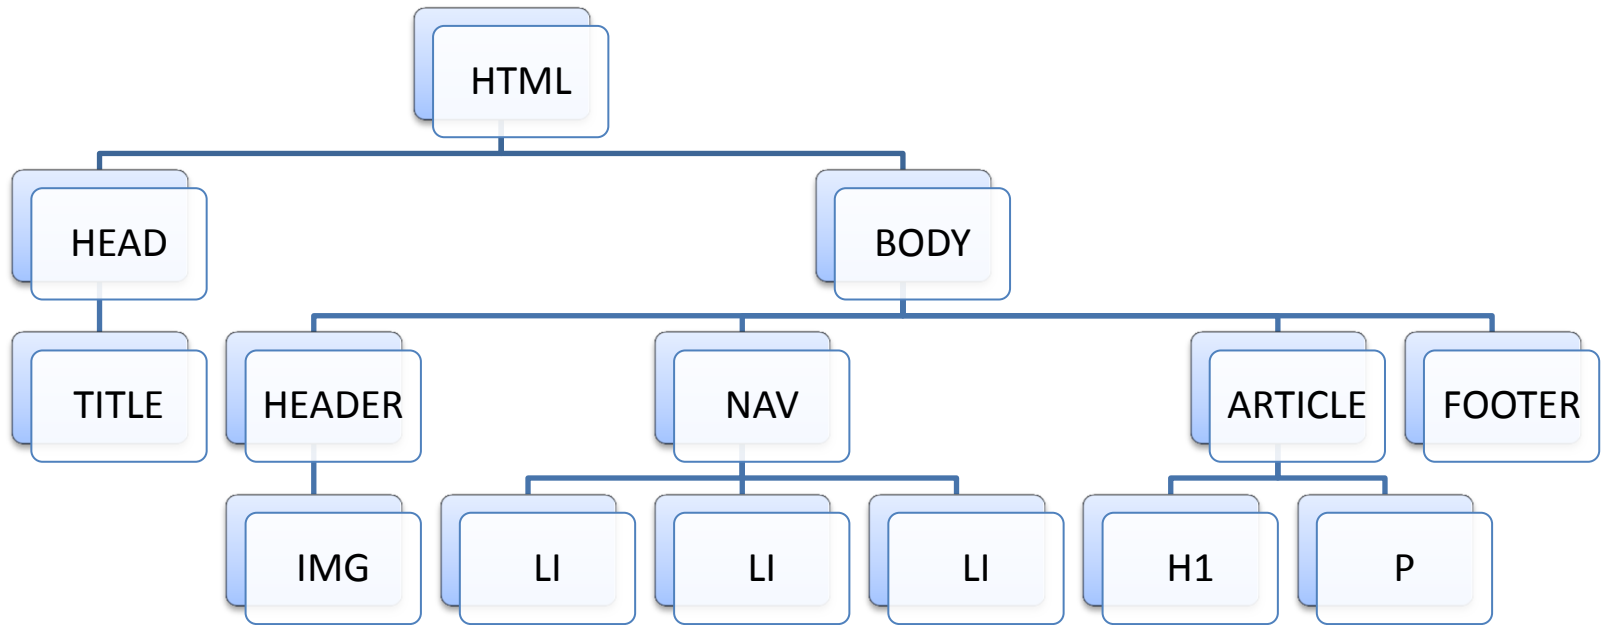 HTML
HEAD
BODY
TITLE
HEADER
NAV
ARTICLE
FOOTER
IMG
LI
LI
LI
H1
P